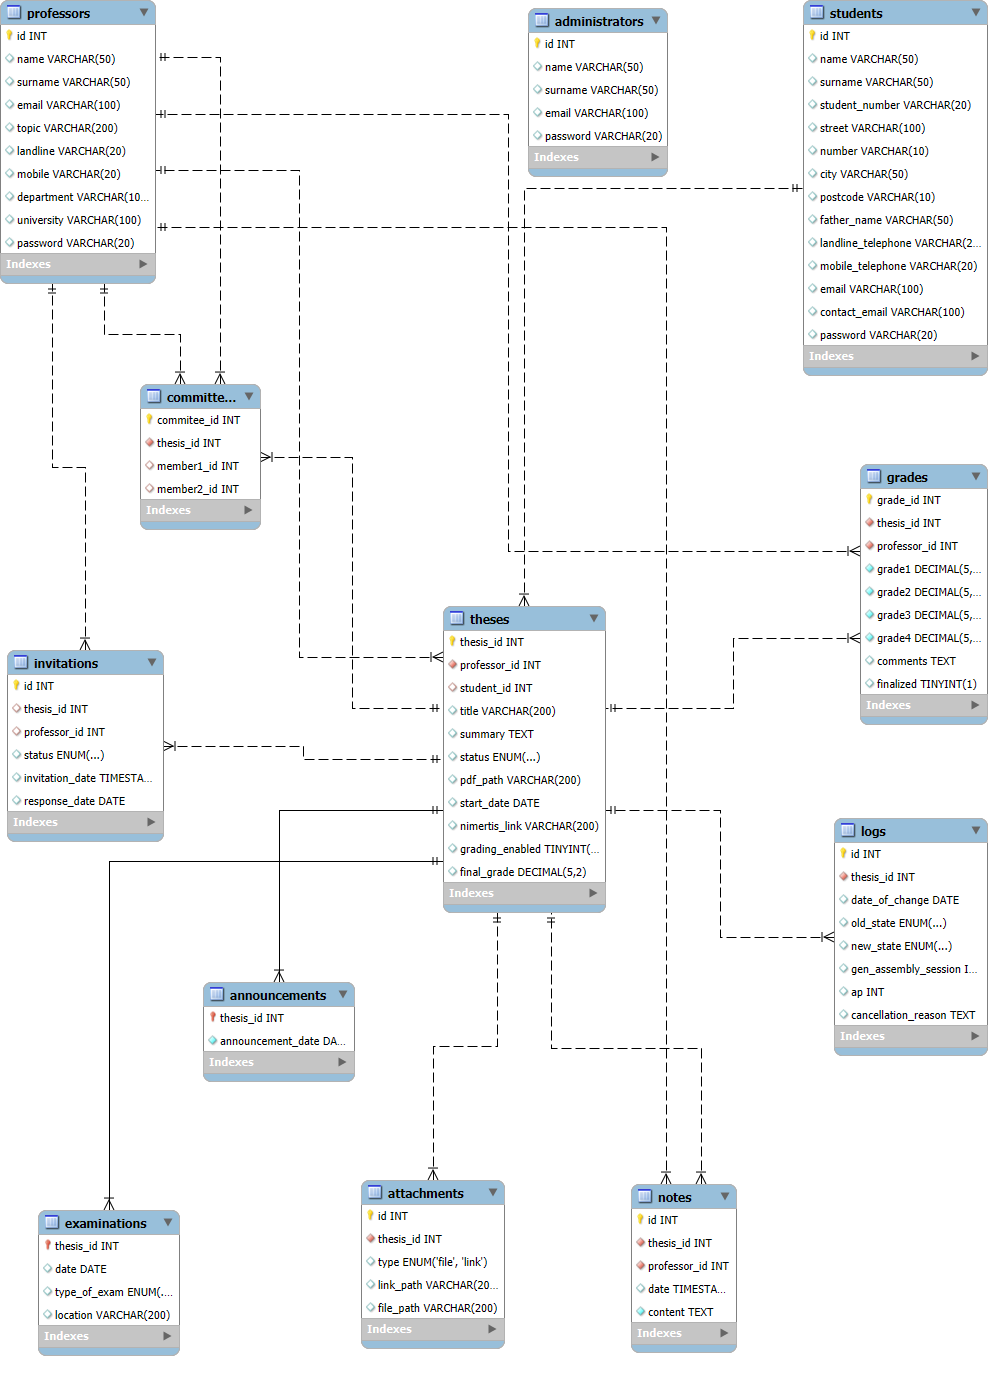 professors
id INT
name VARCHAR(50)
surname VARCHAR(50)
email VARCHAR(100)
topic VARCHAR(200)
landline VARCHAR(20)
mobile VARCHAR(20)
department VARCHAR(10...
university VARCHAR(100)
password VARCHAR(20)
Indexes
administrators
id INT
name VARCHAR(50)
surname VARCHAR(50)
email VARCHAR(100)
password VARCHAR(20)
Indexes
students
id INT
name VARCHAR(50)
surname VARCHAR(50)
student_number VARCHAR(20)
street VARCHAR(100)
number VARCHAR(10)
city VARCHAR(50)
postcode VARCHAR(10)
father_name VARCHAR(50)
landline_telephone VARCHAR(2...
mobile_telephone VARCHAR(20)
email VARCHAR(100)
contact_email VARCHAR(100)
password VARCHAR(20)
Indexes
committe...
commitee_id INT
thesis_id INT
member1_id INT
member2_id INT
Indexes
grades
grade_id INT
thesis_id INT
professor_id INT
grade1 DECIMAL(5,...
grade2 DECIMAL(5,...
grade3 DECIMAL(5,...
grade4 DECIMAL(5,...
comments TEXT
finalized TINYINT(1)
Indexes
theses
thesis_id INT
professor_id INT
student_id INT
title VARCHAR(200)
summary TEXT
status ENUM(...)
pdf_path VARCHAR(200)
start_date DATE
nimertis_link VARCHAR(200)
grading_enabled TINYINT(...
final_grade DECIMAL(5,2)
Indexes
invitations
id INT
thesis_id INT
professor_id INT
status ENUM(...)
invitation_date TIMESTA...
response_date DATE
Indexes
logs
id INT
thesis_id INT
date_of_change DATE
old_state ENUM(...)
new_state ENUM(...)
gen_assembly_session I...
ap INT
cancellation_reason TEXT
Indexes
announcements
thesis_id INT
announcement_date DA...
Indexes
examinations
thesis_id INT
date DATE
type_of_exam ENUM(...
location VARCHAR(200)
Indexes
attachments
id INT
thesis_id INT
type ENUM('file', 'link')
link_path VARCHAR(20...
file_path VARCHAR(200)
Indexes
notes
id INT
thesis_id INT
professor_id INT
date TIMESTA...
content TEXT
Indexes